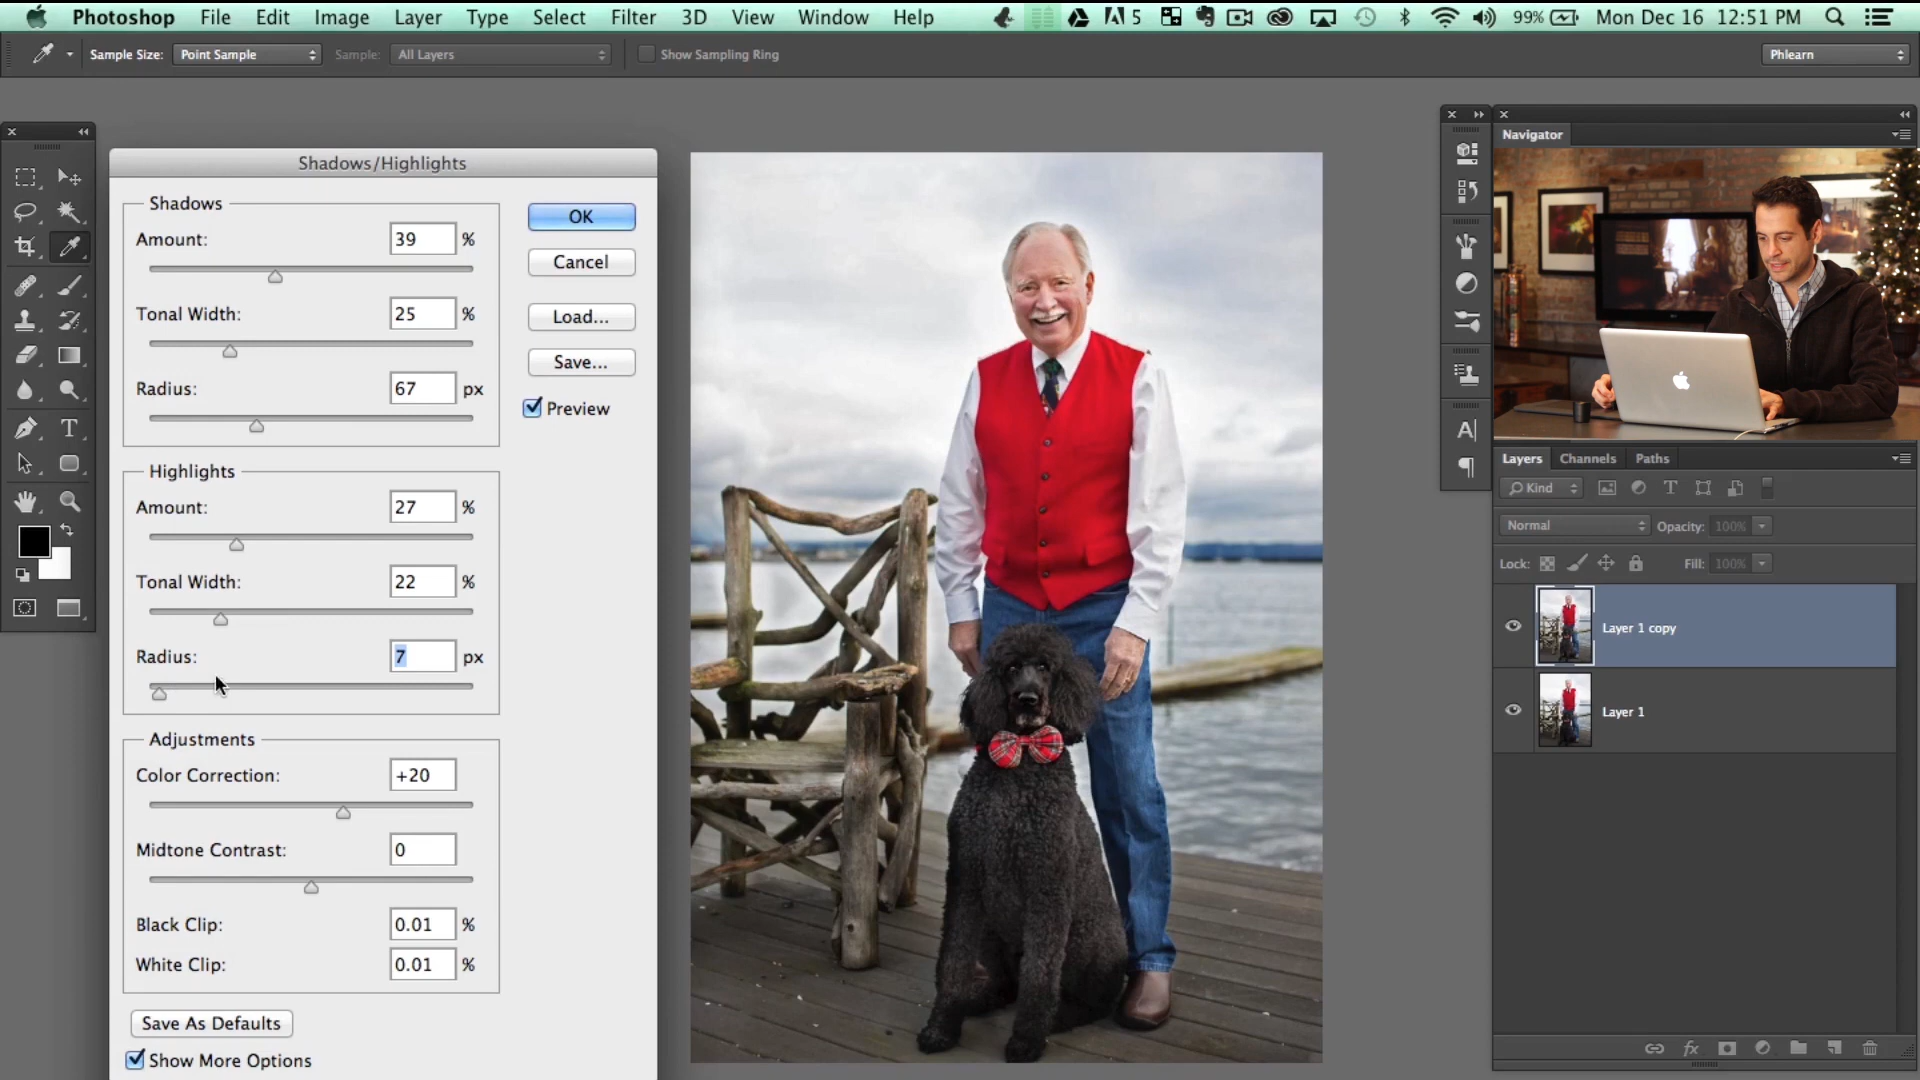 Photoshop File Edit Image Layer Type Select Filter 3D View Window Help 5 99% Mon Dec 16 12:51 PM
Sample Size: Point Sample Sample: All Layers Show Sampling Ring Phlearn
Navigator
Shadows/Highlights
Shadows
OK
Amount: 39 %
Cancel
Tonal Width: 25 %
Load...
Save...
Radius: 67 px
Preview
Highlights
Amount: 27 %
Tonal Width: 22 %
Radius: 7 px
Adjustments
Color Correction: +20
Midtone Contrast: 0
Black Clip: 0.01 %
White Clip: 0.01 %
Save As Defaults
Show More Options
Layers Channels Paths
Kind
Normal Opacity: 100%
Lock: Fill: 100%
Layer 1 copy
Layer 1
fx